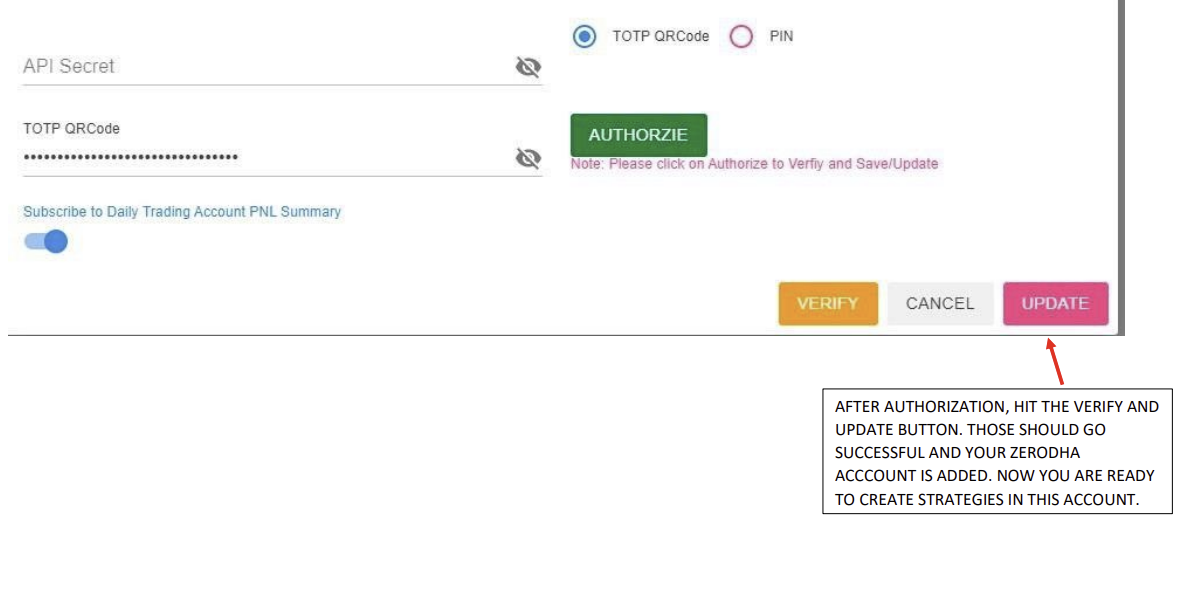 TOTP QRCode PIN
API Secret
TOTP QRCode
••••••••••••••••••••••••••••••••
AUTHORZIE
Note: Please click on Authorize to Verfiy and Save/Update
Subscribe to Daily Trading Account PNL Summary
VERIFY CANCEL UPDATE
AFTER AUTHORIZATION, HIT THE VERIFY AND
UPDATE BUTTON. THOSE SHOULD GO
SUCCESSFUL AND YOUR ZERODHA
ACCCOUNT IS ADDED. NOW YOU ARE READY
TO CREATE STRATEGIES IN THIS ACCOUNT.